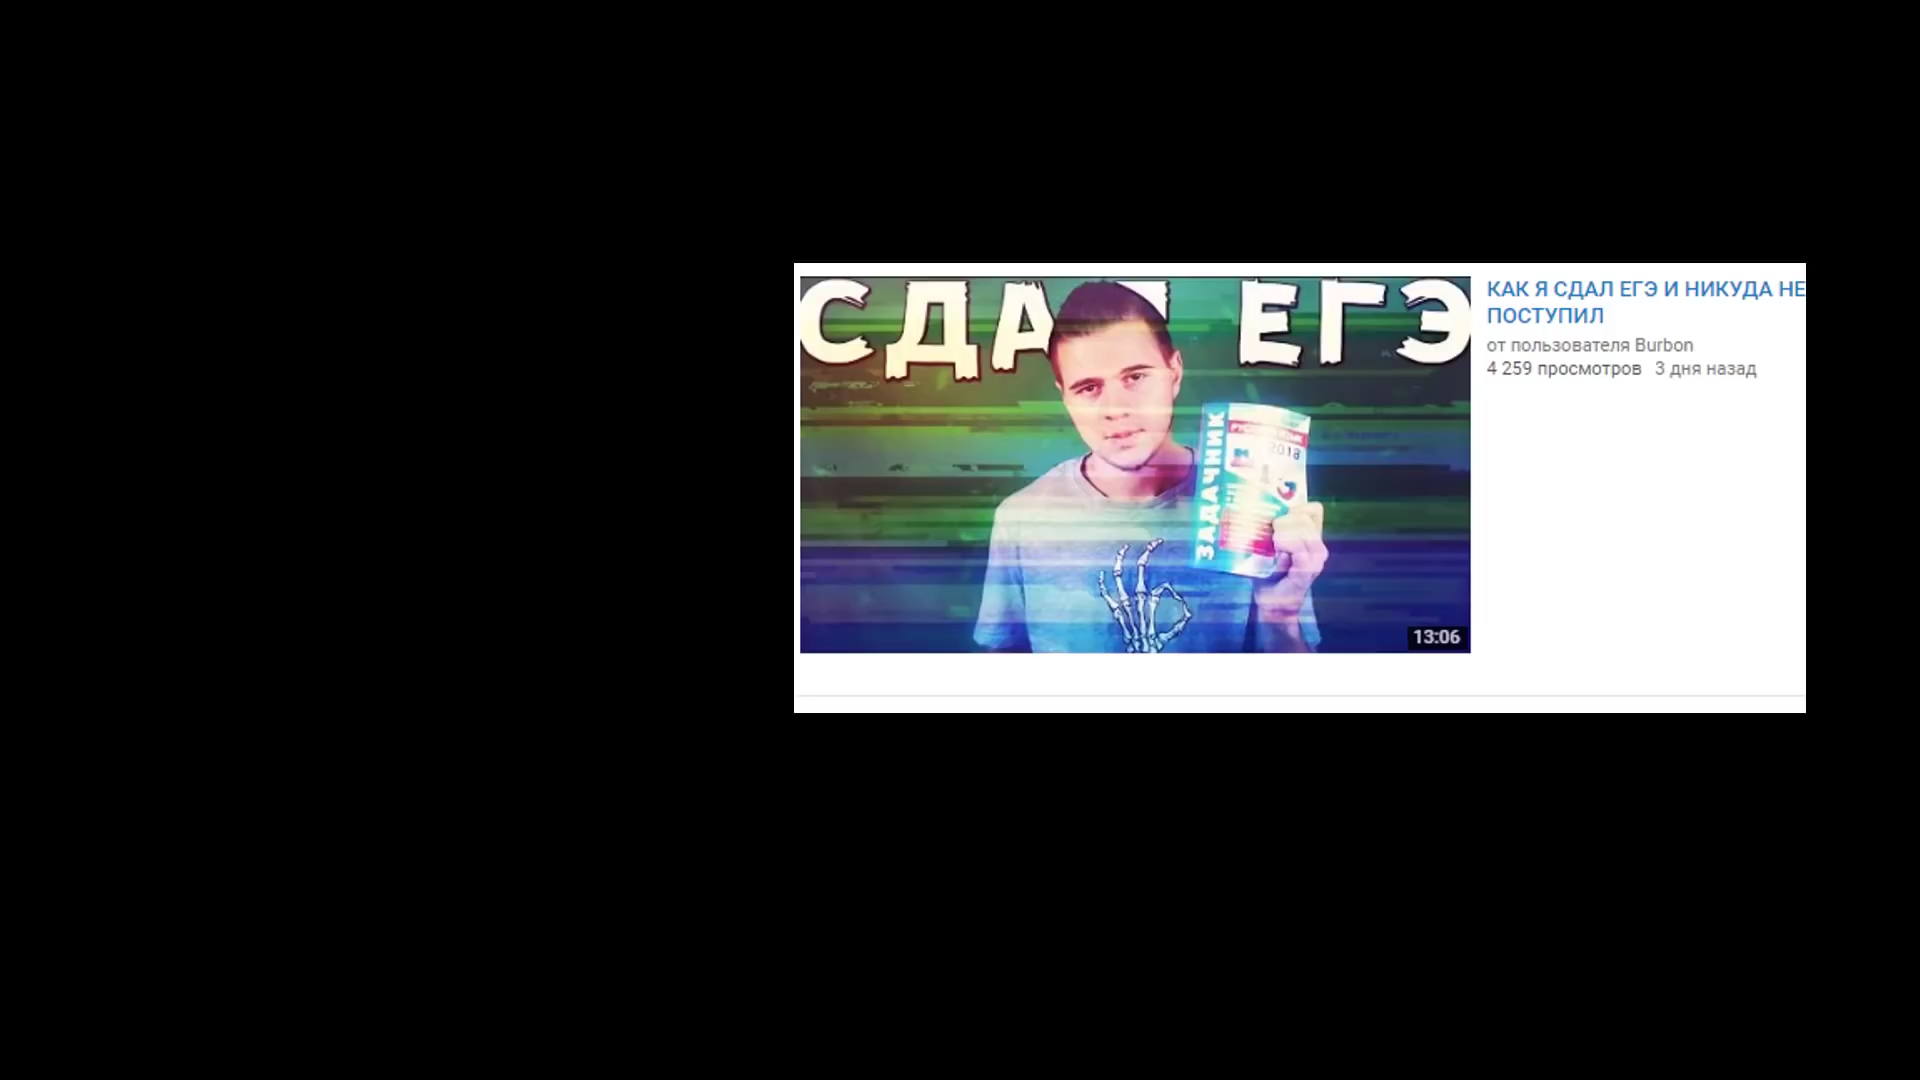 СДАЛ ЕГЭ
ЗАДАЧНИК
2018
13:06
КАК Я СДАЛ ЕГЭ И НИКУДА НЕ
ПОСТУПИЛ
от пользователя Burbon
4 259 просмотров 3 дня назад